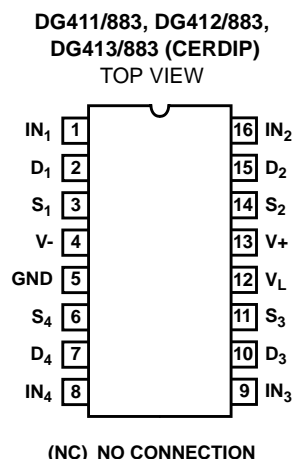 DG411/883, DG412/883,
DG413/883 (CERDIP)
TOP VIEW
IN1 1 16 IN2
D1 2 15 D2
S1 3 14 S2
V- 4 13 V+
GND 5 12 VL
S4 6 11 S3
D4 7 10 D3
IN4 8 9 IN3
(NC) NO CONNECTION